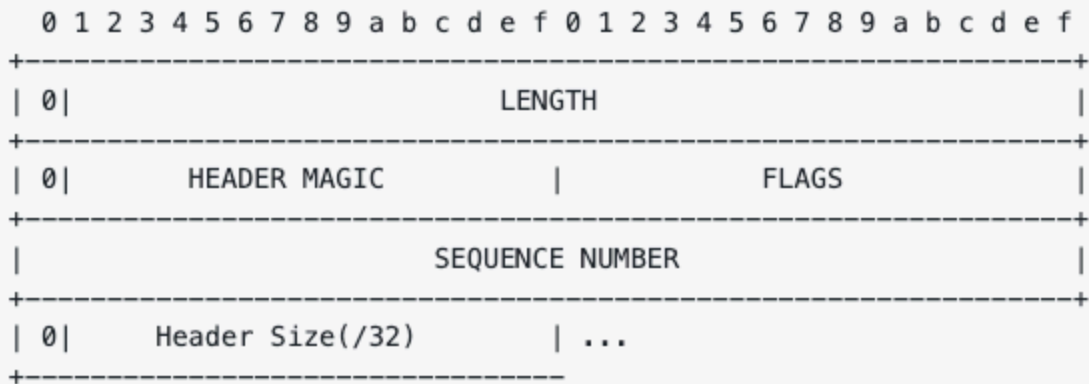 0 1 2 3 4 5 6 7 8 9 a b c d e f 0 1 2 3 4 5 6 7 8 9 a b c d e f
+----------------------------------------------------------------+
| 0| LENGTH |
+----------------------------------------------------------------+
| 0| HEADER MAGIC | FLAGS |
+----------------------------------------------------------------+
| SEQUENCE NUMBER |
+----------------------------------------------------------------+
| 0| Header Size(/32) | ...
+---------------------------------